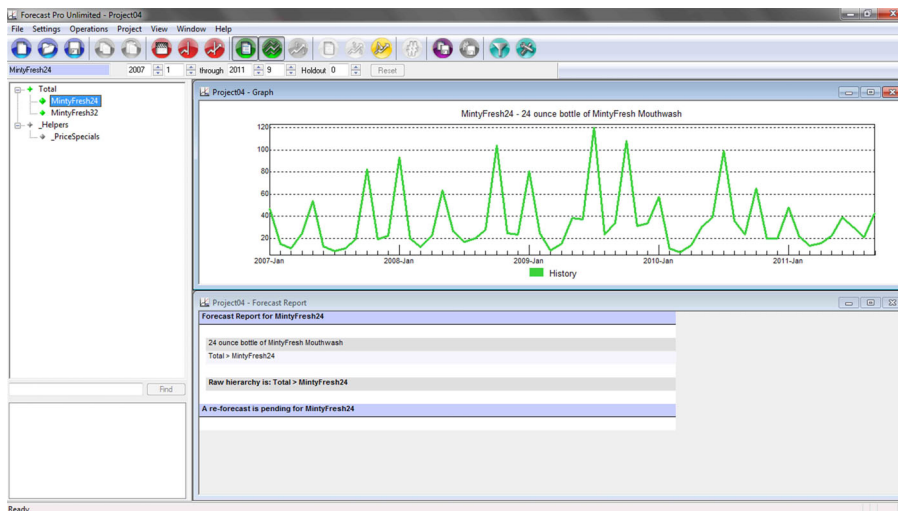 Forecast Pro Unlimited - Project04
File Settings Operations Project View Window Help
MintyFresh24 2007 1 through 2011 9 Holdout 0 Reset
Total
MintyFresh24
MintyFresh32
_Helpers
_PriceSpecials
Find
Project04 - Graph
MintyFresh24 - 24 ounce bottle of MintyFresh Mouthwash
120
100
80
60
40
20
2007-Jan 2008-Jan 2009-Jan 2010-Jan 2011-Jan
History
Project04 - Forecast Report
Forecast Report for MintyFresh24
24 ounce bottle of MintyFresh Mouthwash
Total > MintyFresh24
Raw hierarchy is: Total > MintyFresh24
A re-forecast is pending for MintyFresh24
Ready